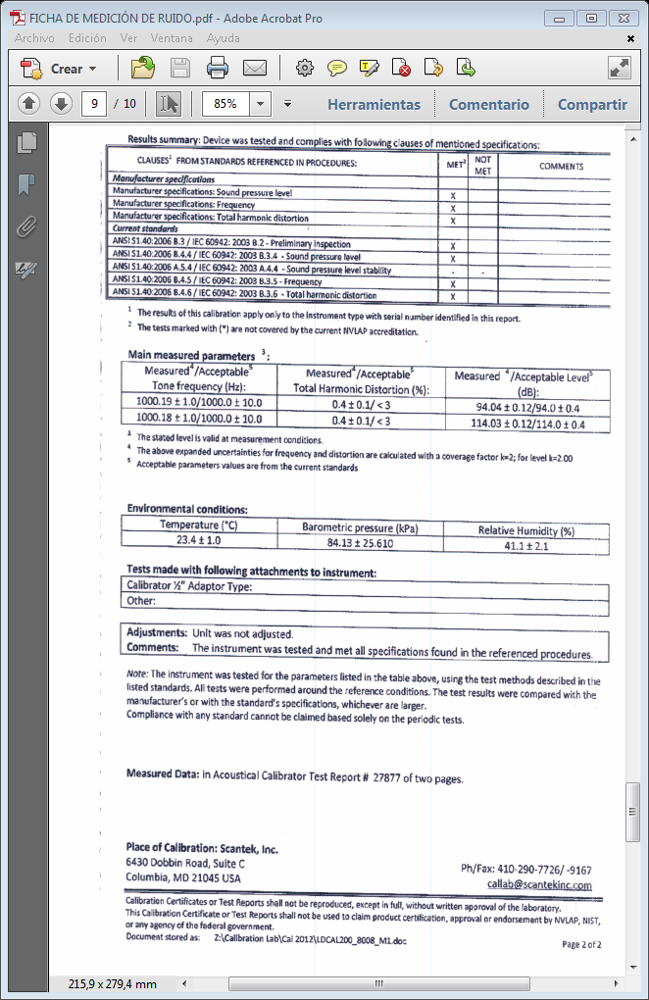 FICHA DE MEDICIÓN DE RUIDO.pdf - Adobe Acrobat Pro
Archivo Edición Ver Ventana Ayuda
Crear
9 / 10 85% Herramientas Comentario Compartir
Results summary: Device was tested and complies with following clauses of mentioned specifications:
CLAUSES¹ FROM STANDARDS REFERENCED IN PROCEDURES: MET² NOT MET COMMENTS
Manufacturer specifications
Manufacturer specifications: Sound pressure level X
Manufacturer specifications: Frequency X
Manufacturer specifications: Total harmonic distortion X
Current standards
ANSI S1.40:2006 B.3 / IEC 60942: 2003 B.2 - Preliminary inspection X
ANSI S1.40:2006 B.4.4 / IEC 60942: 2003 B.3.4 - Sound pressure level X
ANSI S1.40:2006 A.5.4 / IEC 60942: 2003 A.4.4 - Sound pressure level stability - -
ANSI S1.40:2006 B.4.5 / IEC 60942: 2003 B.3.5 - Frequency X
ANSI S1.40:2006 B.4.6 / IEC 60942: 2003 B.3.6 - Total harmonic distortion X
¹ The results of this calibration apply only to the instrument type with serial number identified in this report.
² The tests marked with (*) are not covered by the current NVLAP accreditation.
Main measured parameters ³:
Measured⁴/Acceptable⁵ Measured⁴/Acceptable⁵ Measured ⁴/Acceptable Level⁵
Tone frequency (Hz): Total Harmonic Distortion (%): (dB):
1000.19 ± 1.0/1000.0 ± 10.0 0.4 ± 0.1/ < 3 94.04 ± 0.12/94.0 ± 0.4
1000.18 ± 1.0/1000.0 ± 10.0 0.4 ± 0.1/ < 3 114.03 ± 0.12/114.0 ± 0.4
³ The stated level is valid at measurement conditions.
⁴ The above expanded uncertainties for frequency and distortion are calculated with a coverage factor k=2; for level k=2.00
⁵ Acceptable parameters values are from the current standards
Environmental conditions:
Temperature (°C) Barometric pressure (kPa) Relative Humidity (%)
23.4 ± 1.0 84.13 ± 25.610 41.1 ± 2.1
Tests made with following attachments to instrument:
Calibrator ½" Adaptor Type:
Other:
Adjustments: Unit was not adjusted.
Comments: The instrument was tested and met all specifications found in the referenced procedures.
Note: The instrument was tested for the parameters listed in the table above, using the test methods described in the
listed standards. All tests were performed around the reference conditions. The test results were compared with the
manufacturer's or with the standard's specifications, whichever are larger.
Compliance with any standard cannot be claimed based solely on the periodic tests.
Measured Data: in Acoustical Calibrator Test Report # 27877 of two pages.
Place of Calibration: Scantek, Inc.
6430 Dobbin Road, Suite C Ph/Fax: 410-290-7726/ -9167
Columbia, MD 21045 USA callab@scantekinc.com
Calibration Certificates or Test Reports shall not be reproduced, except in full, without written approval of the laboratory.
This Calibration Certificate or Test Reports shall not be used to claim product certification, approval or endorsement by NVLAP, NIST,
or any agency of the federal government.
Document stored as: Z:\Calibration Lab\Cal 2012\LDCAL200_8008_M1.doc Page 2 of 2
215,9 x 279,4 mm